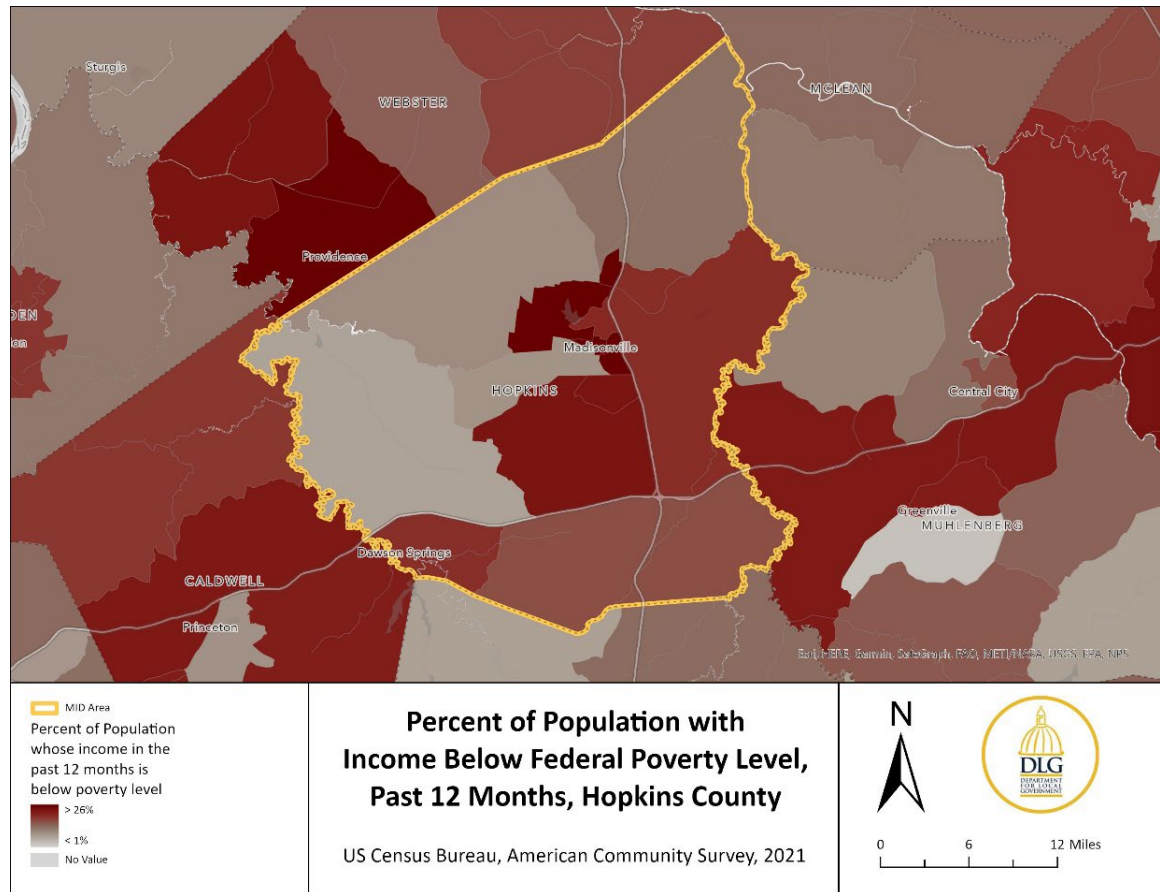 Sturgis
WEBSTER
MCLEAN
Providence
DEN
on
Madisonville
HOPKINS
Central City
Greenville
MUHLENBERG
Dawson Springs
CALDWELL
Princeton
Esri, HERE, Garmin, SafeGraph, FAO, METI/NASA, USGS, EPA, NPS
MID Area
Percent of Population
whose income in the
past 12 months is
below poverty level
> 26%
< 1%
No Value
Percent of Population with
Income Below Federal Poverty Level,
Past 12 Months, Hopkins County
US Census Bureau, American Community Survey, 2021
N
DLG
DEPARTMENT
FOR LOCAL
GOVERNMENT
0 6 12 Miles